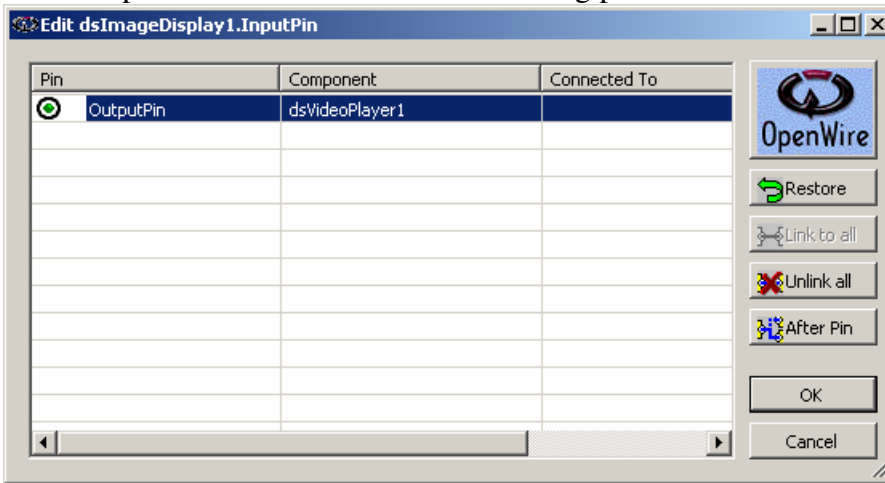 Edit dsImageDisplay1.InputPin
Pin Component Connected To
OutputPin dsVideoPlayer1
OpenWire
Restore
Link to all
Unlink all
After Pin
OK
Cancel